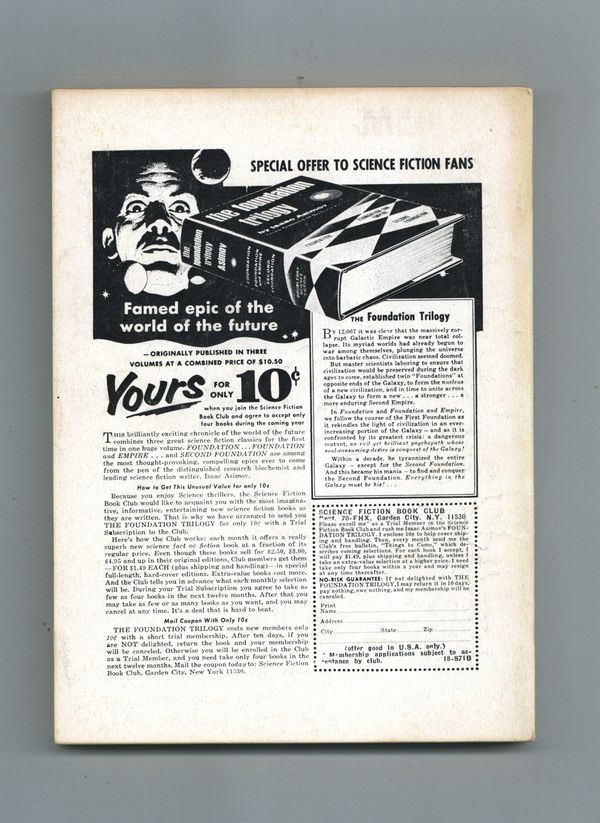 SPECIAL OFFER TO SCIENCE FICTION FANS
the foundation
trilogy
by Isaac Asimov
the
foundation
trilogy
Asimov
FOUNDATION
FOUNDATION
and EMPIRE
SECOND
FOUNDATION
Famed epic of the
world of the future
—ORIGINALLY PUBLISHED IN THREE
VOLUMES AT A COMBINED PRICE OF $10.50
Yours FOR ONLY 10¢
when you join the Science Fiction
Book Club and agree to accept only
four books during the coming year
THIS brilliantly exciting chronicle of the world of the future
combines three great science fiction classics for the first
time in one huge volume. FOUNDATION...FOUNDATION
and EMPIRE . . . and SECOND FOUNDATION are among
the most thought-provoking, compelling epics ever to come
from the pen of the distinguished research biochemist and
leading science fiction writer, Isaac Asimov.
How to Get This Unusual Value for only 10¢
Because you enjoy Science thrillers, the Science Fiction
Book Club would like to acquaint you with the most imagina-
tive, informative, entertaining new science fiction books as
they are written. That is why we have arranged to send you
THE FOUNDATION TRILOGY for only 10¢ with a Trial
Subscription to the Club.
Here's how the Club works: each month it offers a really
superb new science fact or fiction book at a fraction of its
regular price. Even though these books sell for $2.50, $3.00,
$4.95 and up in their original editions, Club members get them
—FOR $1.49 EACH (plus shipping and handling)—in special
full-length, hard-cover editions. Extra-value books cost more.
And the Club tells you in advance what each monthly selection
will be. During your Trial Subscription you agree to take as
few as four books in the next twelve months. After that you
may take as few or as many books as you want, and you may
cancel at any time. It's a deal that is hard to beat.
Mail Coupon With Only 10¢
THE FOUNDATION TRILOGY costs new members only
10¢ with a short trial membership. After ten days, if you
are NOT delighted, return the book and your membership
will be canceled. Otherwise you will be enrolled in the Club
as a Trial Member, and you need take only four books in the
next twelve months. Mail the coupon today to: Science Fiction
Book Club, Garden City, New York 11530.
THE Foundation Trilogy
BY 12,067 it was clear that the massively cor-
rupt Galactic Empire was near total col-
lapse. Its myriad worlds had already begun to
war among themselves, plunging the universe
into barbaric chaos. Civilization seemed doomed.
But master scientists laboring to ensure that
civilization would be preserved during the dark
ages to come, established twin "Foundations" at
opposite ends of the Galaxy, to form the nucleus
of a new civilization, and in time to unite across
the Galaxy to form a new . . . a stronger . . . a
more enduring Second Empire.
In Foundation and Foundation and Empire,
we follow the course of the First Foundation as
it rekindles the light of civilization in an ever-
increasing portion of the Galaxy — and as it is
confronted by its greatest crisis: a dangerous
mutant, an evil yet brilliant psychopath whose
soul-consuming desire is conquest of the Galaxy!
Within a decade, he tyrannized the entire
Galaxy — except for the Second Foundation.
And this became his mania — to find and conquer
the Second Foundation. Everything in the
Galaxy must be his! . . .
SCIENCE FICTION BOOK CLUB
Dept. 70-FHX, Garden City, N.Y. 11530
Please enroll me* as a Trial Member in the Science
Fiction Book Club and rush me Isaac Asimov's FOUN-
DATION TRILOGY. I enclose 10¢ to help cover ship-
ping and handling. Then, every month send me the
Club's free bulletin, "Things to Come," which de-
scribes coming selections. For each book I accept, I
will pay $1.49, plus shipping and handling, unless I
take an extra-value selection at a higher price. I need
take only four books within a year and may resign
at any time thereafter.
NO-RISK GUARANTEE: If not delighted with THE
FOUNDATION TRILOGY, I may return it in 10 days,
pay nothing, owe nothing, and my membership will be
canceled.
Print
Name
Address
City State Zip
(offer good in U.S.A. only.)
* Membership applications subject to ac-
ceptance by club. 18-S71B